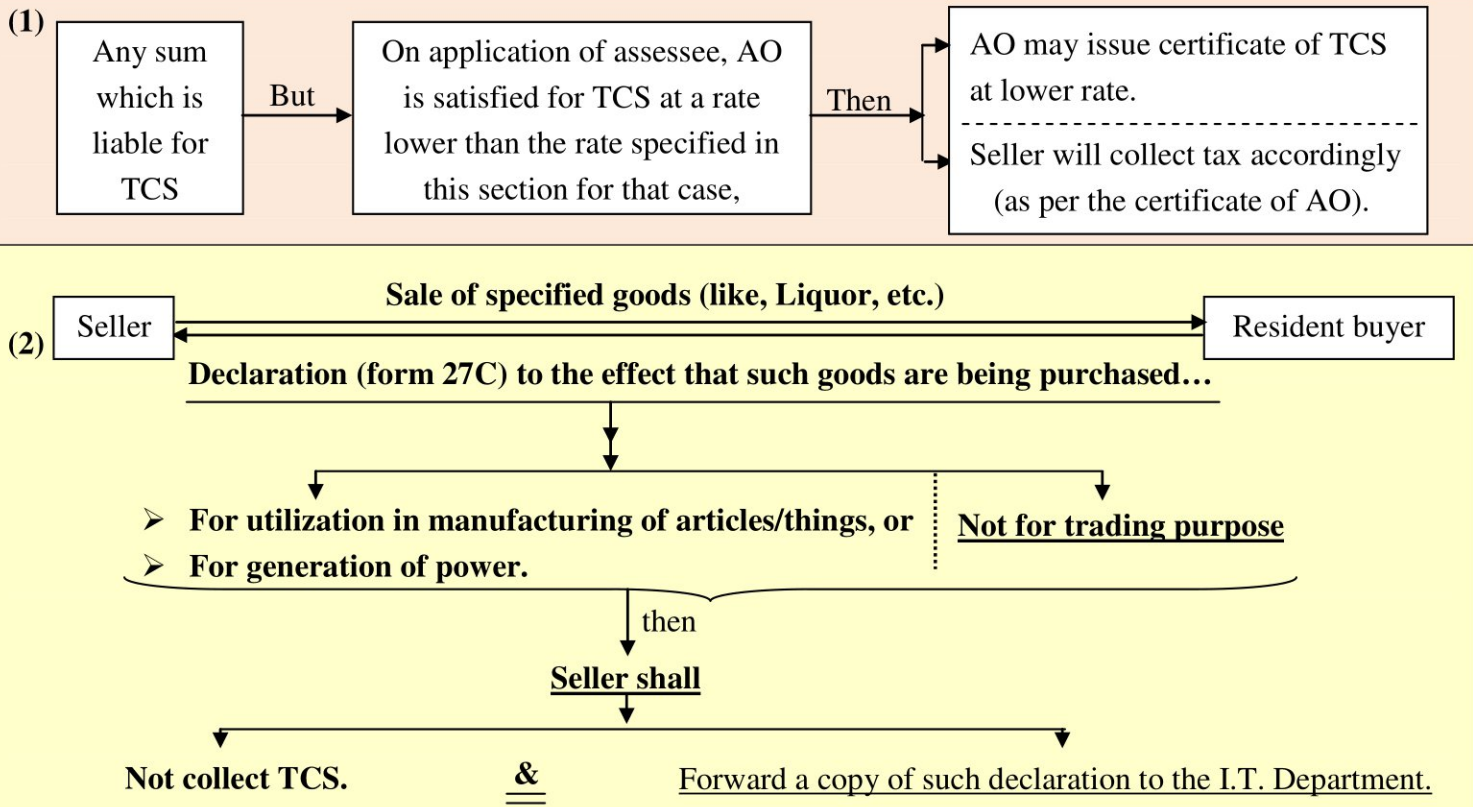 (1)
Any sum
which is
liable for
TCS
But
On application of assessee, AO
is satisfied for TCS at a rate
lower than the rate specified in
this section for that case,
Then
AO may issue certificate of TCS
at lower rate.
Seller will collect tax accordingly
(as per the certificate of AO).
(2)
Seller
Sale of specified goods (like, Liquor, etc.)
Resident buyer
Declaration (form 27C) to the effect that such goods are being purchased…
➢ For utilization in manufacturing of articles/things, or
➢ For generation of power.
Not for trading purpose
then
Seller shall
Not collect TCS.
&
Forward a copy of such declaration to the I.T. Department.